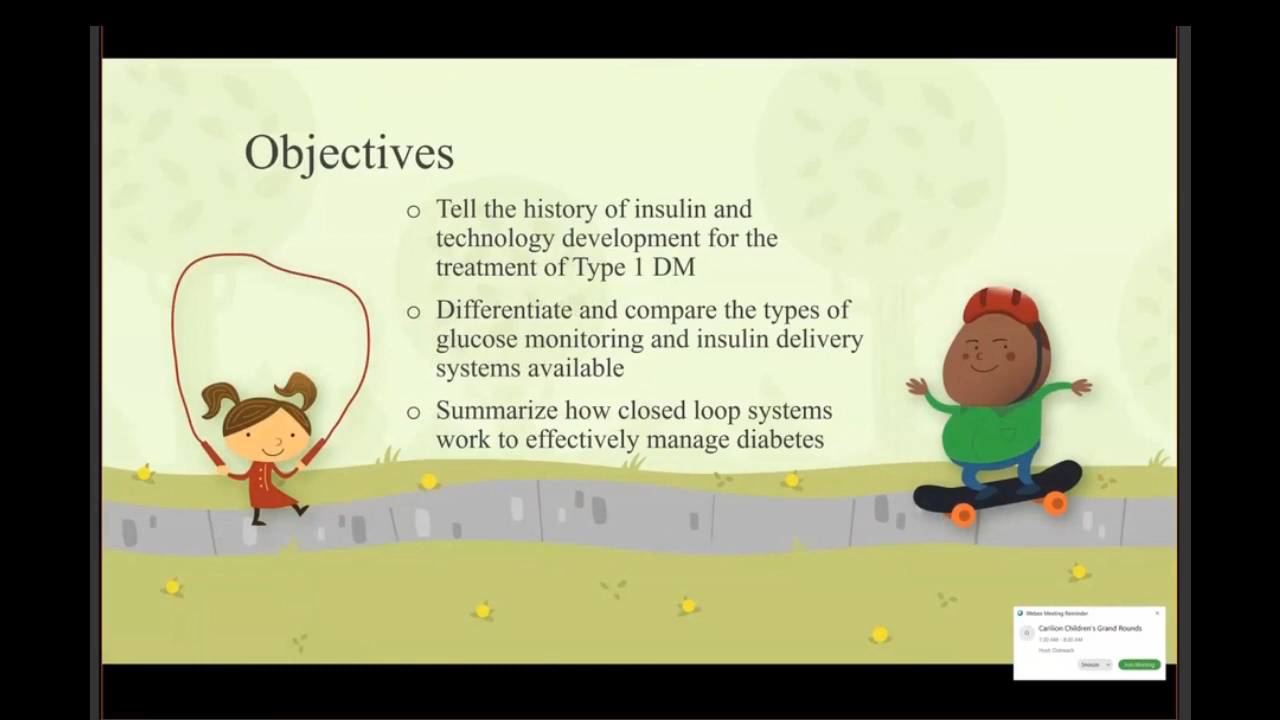 Objectives
o Tell the history of insulin and
technology development for the
treatment of Type 1 DM
o Differentiate and compare the types of
glucose monitoring and insulin delivery
systems available
o Summarize how closed loop systems
work to effectively manage diabetes
Webex Meeting Reminder
Carilion Children's Grand Rounds
7:30 AM - 8:30 AM
Host: Outreach
Snooze
Join Meeting